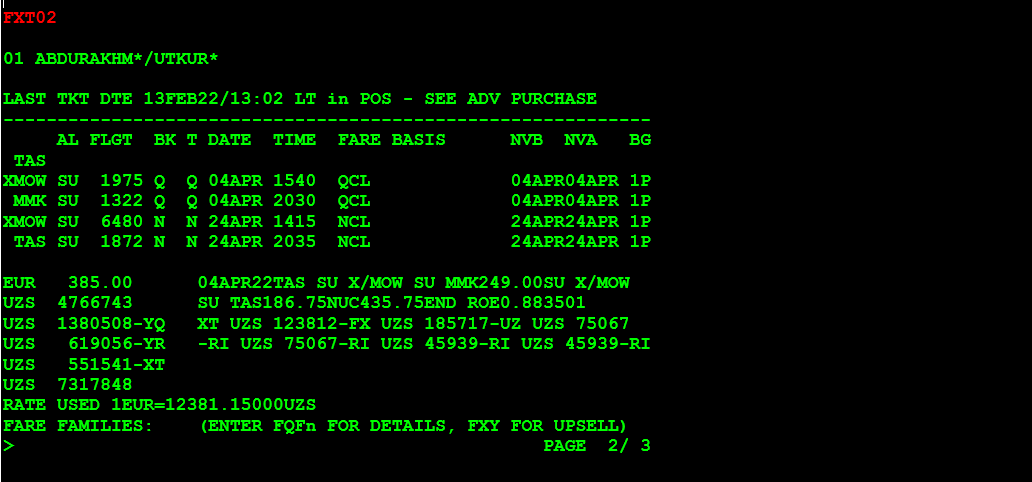 FXT02
01 ABDURAKHM*/UTKUR*
LAST TKT DTE 13FEB22/13:02 LT in POS - SEE ADV PURCHASE
------------------------------------------------------------
     AL FLGT  BK T DATE  TIME  FARE BASIS      NVB  NVA   BG
 TAS
XMOW SU  1975 Q  Q 04APR 1540  QCL             04APR04APR 1P
 MMK SU  1322 Q  Q 04APR 2030  QCL             04APR04APR 1P
XMOW SU  6480 N  N 24APR 1415  NCL             24APR24APR 1P
 TAS SU  1872 N  N 24APR 2035  NCL             24APR24APR 1P
EUR   385.00      04APR22TAS SU X/MOW SU MMK249.00SU X/MOW
UZS  4766743      SU TAS186.75NUC435.75END ROE0.883501
UZS  1380508-YQ   XT UZS 123812-FX UZS 185717-UZ UZS 75067
UZS   619056-YR   -RI UZS 75067-RI UZS 45939-RI UZS 45939-RI
UZS   551541-XT
UZS  7317848
RATE USED 1EUR=12381.15000UZS
FARE FAMILIES:    (ENTER FQFn FOR DETAILS, FXY FOR UPSELL)
>                                                 PAGE  2/ 3